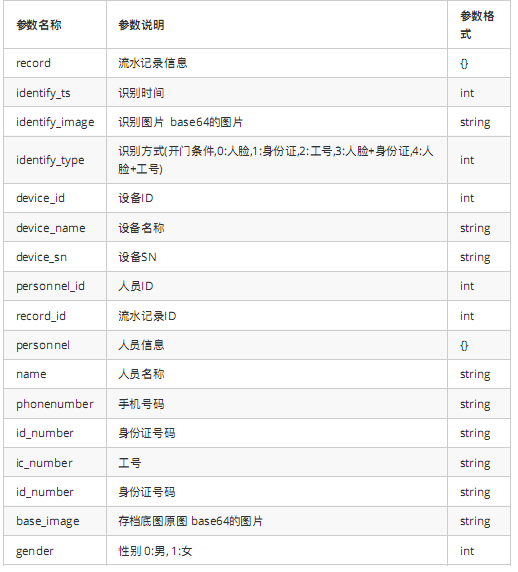 参数名称 参数说明 参数格
式
record 流水记录信息 {}
identify_ts 识别时间 int
identify_image 识别图片 base64的图片 string
identify_type 识别方式(开门条件,0:人脸,1:身份证,2:工号,3:人脸+身份证,4:人 int
脸+工号)
device_id 设备ID int
device_name 设备名称 string
device_sn 设备SN string
personnel_id 人员ID int
record_id 流水记录ID int
personnel 人员信息 {}
name 人员名称 string
phonenumber 手机号码 string
id_number 身份证号码 string
ic_number 工号 string
id_number 身份证号码 string
base_image 存档底图原图 base64的图片 string
gender 性别 0:男, 1:女 int